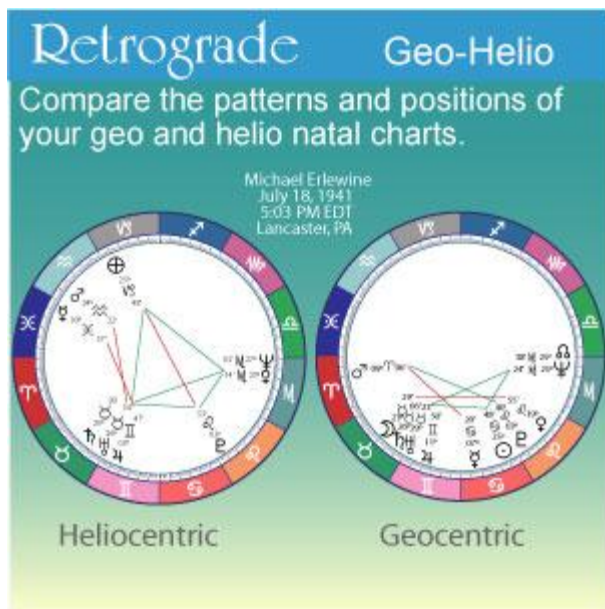 Retrograde Geo-Helio
Compare the patterns and positions of
your geo and helio natal charts.
Michael Erlewine
July 18, 1941
5:03 PM EDT
Lancaster, PA
Heliocentric
Geocentric